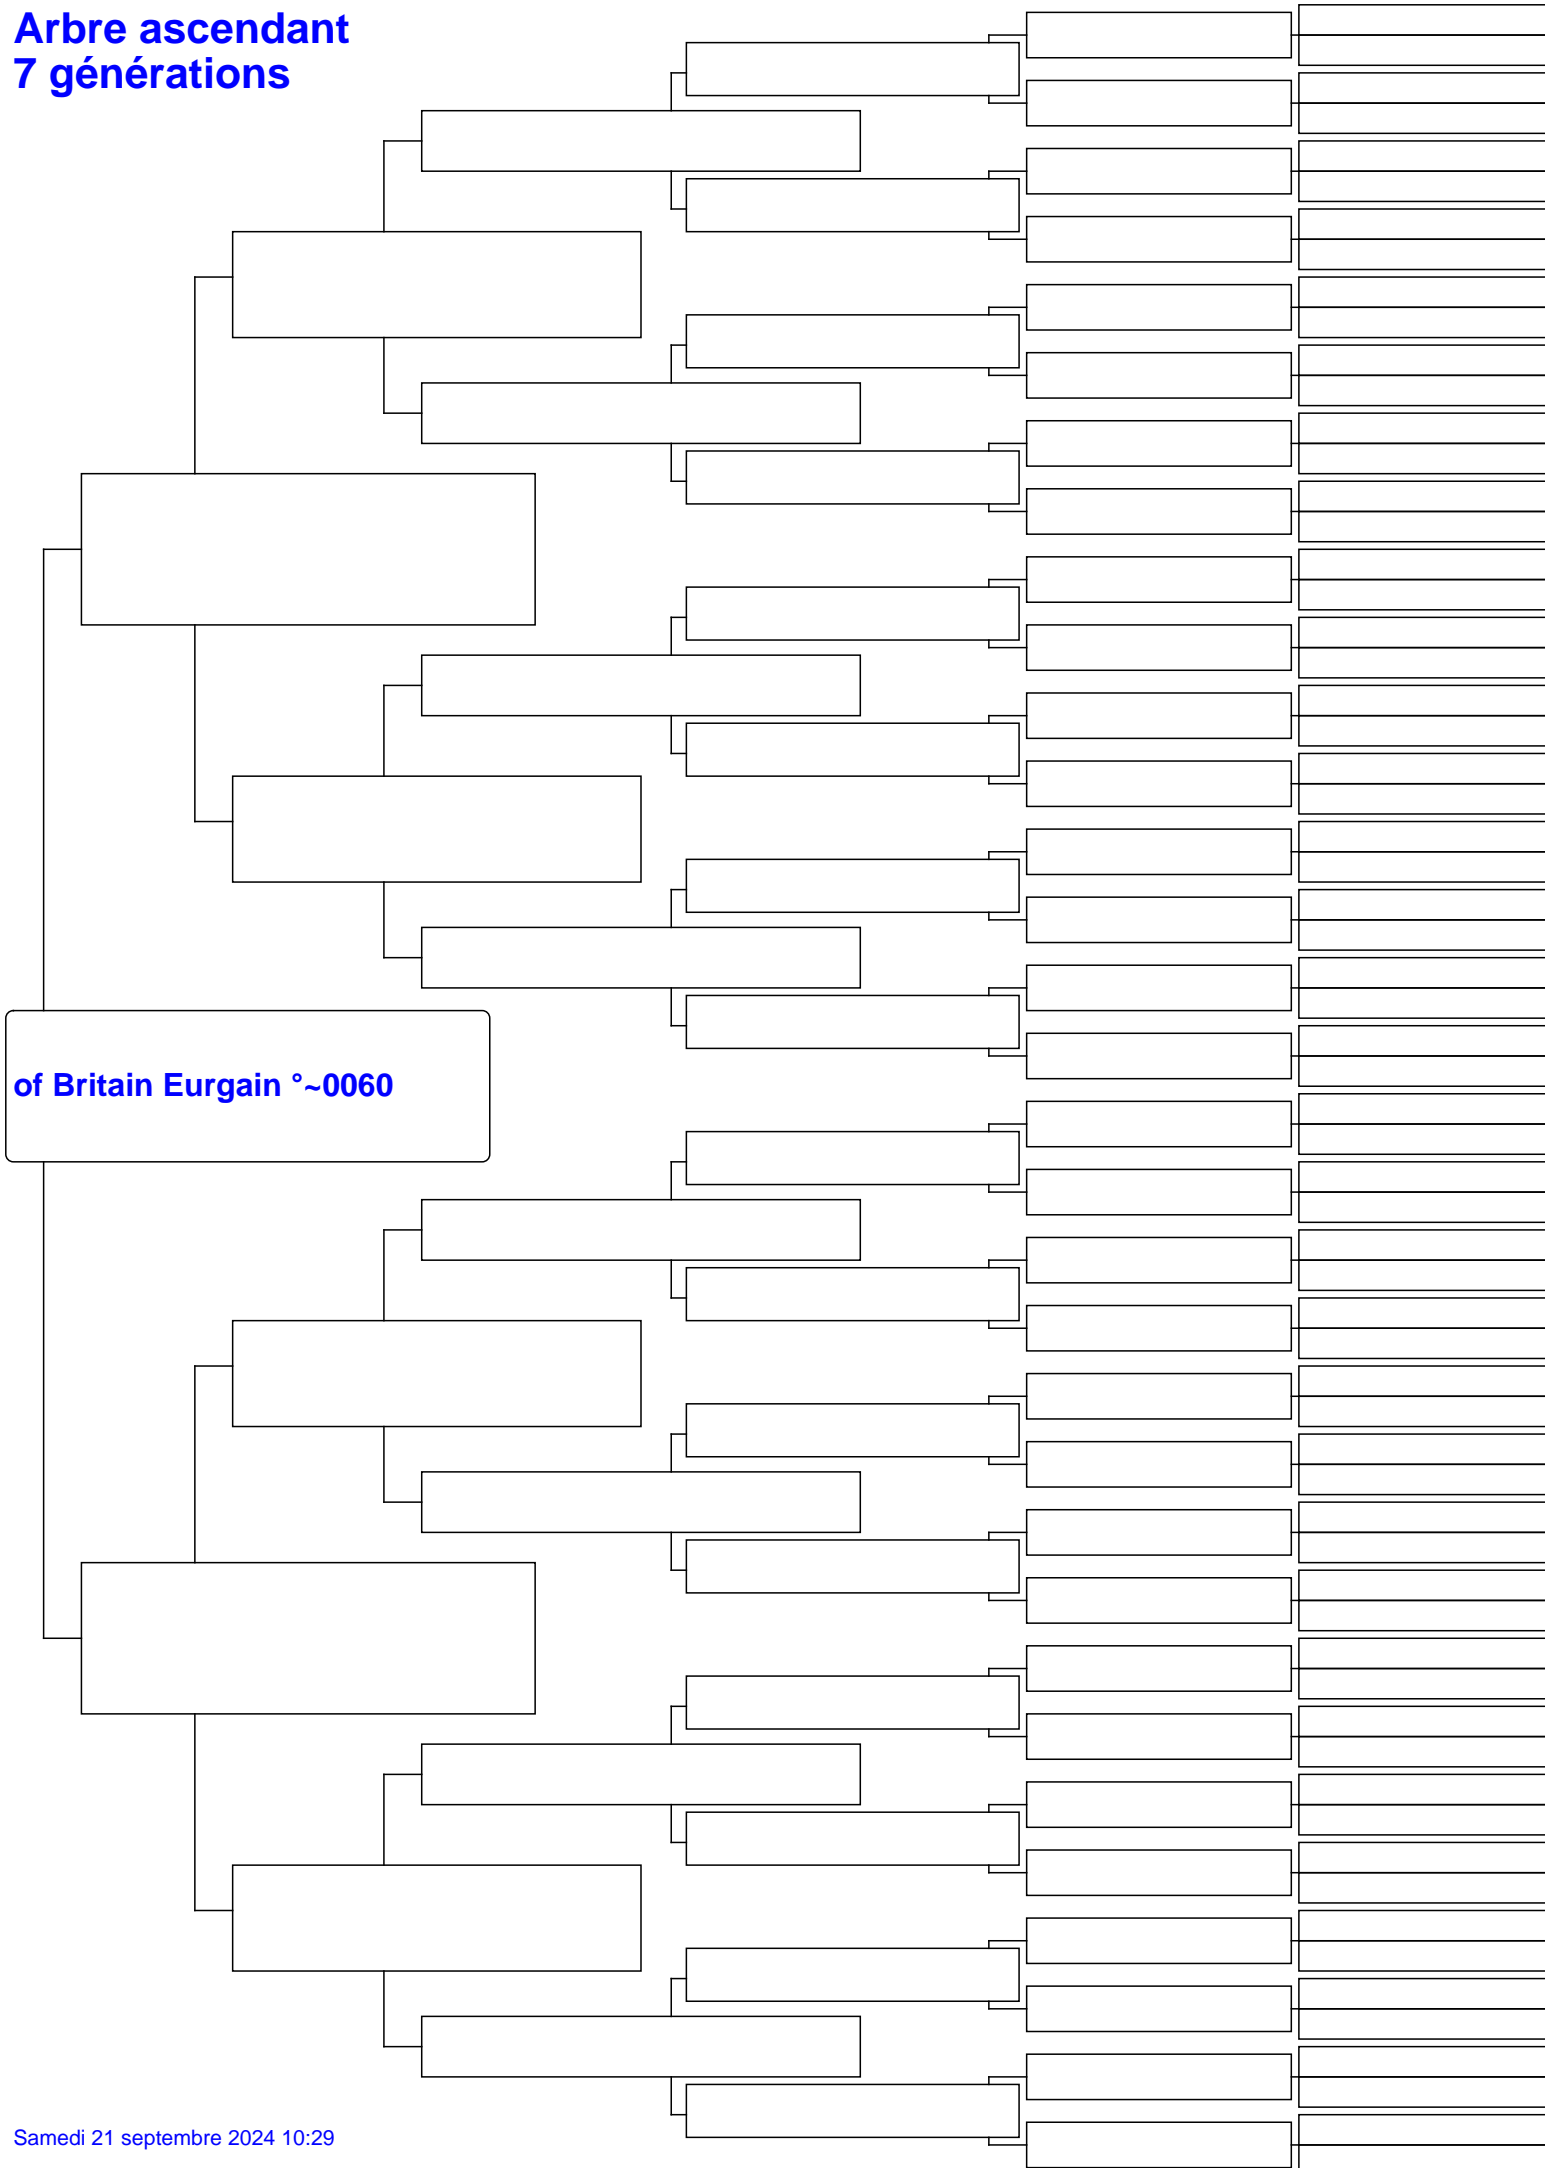 Arbre ascendant
7 générations
of Britain Eurgain °~0060
Samedi 21 septembre 2024 10:29